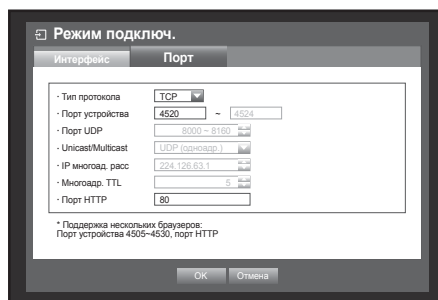 Режим подключ.
Интерфейс Порт
· Тип протокола TCP
· Порт устройства 4520 ~ 4524
· Порт UDP 8000 ~ 8160
· Unicast/Multicast UDP (одноадр.)
· IP многоад. расс 224.126.63.1
· Многоадр. TTL 5
· Порт HTTP 80
* Поддержка нескольких браузеров:
Порт устройства 4505~4530, порт HTTP
OK Отмена